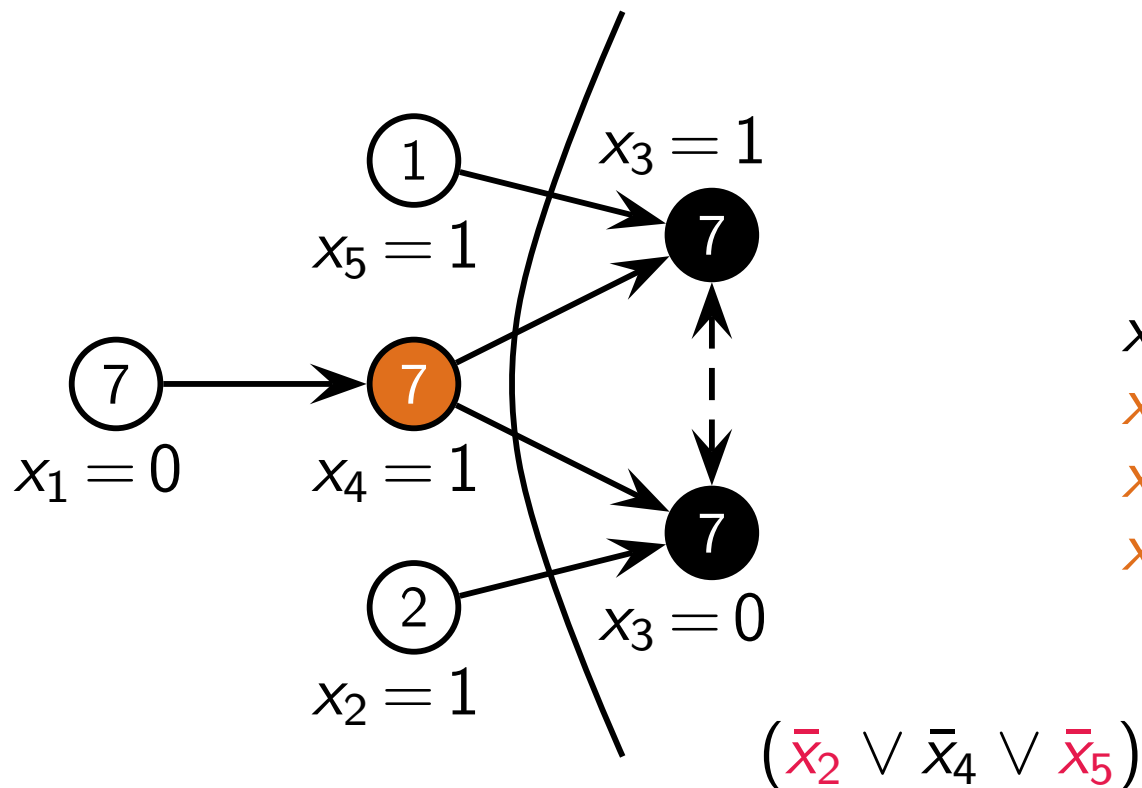 x₃ = 1
1
7
x₅ = 1
x
7
7
x
x₁ = 0
x₄ = 1
x
7
x
2
x₃ = 0
x₂ = 1
(x̄₂ ∨ x̄₄ ∨ x̄₅)